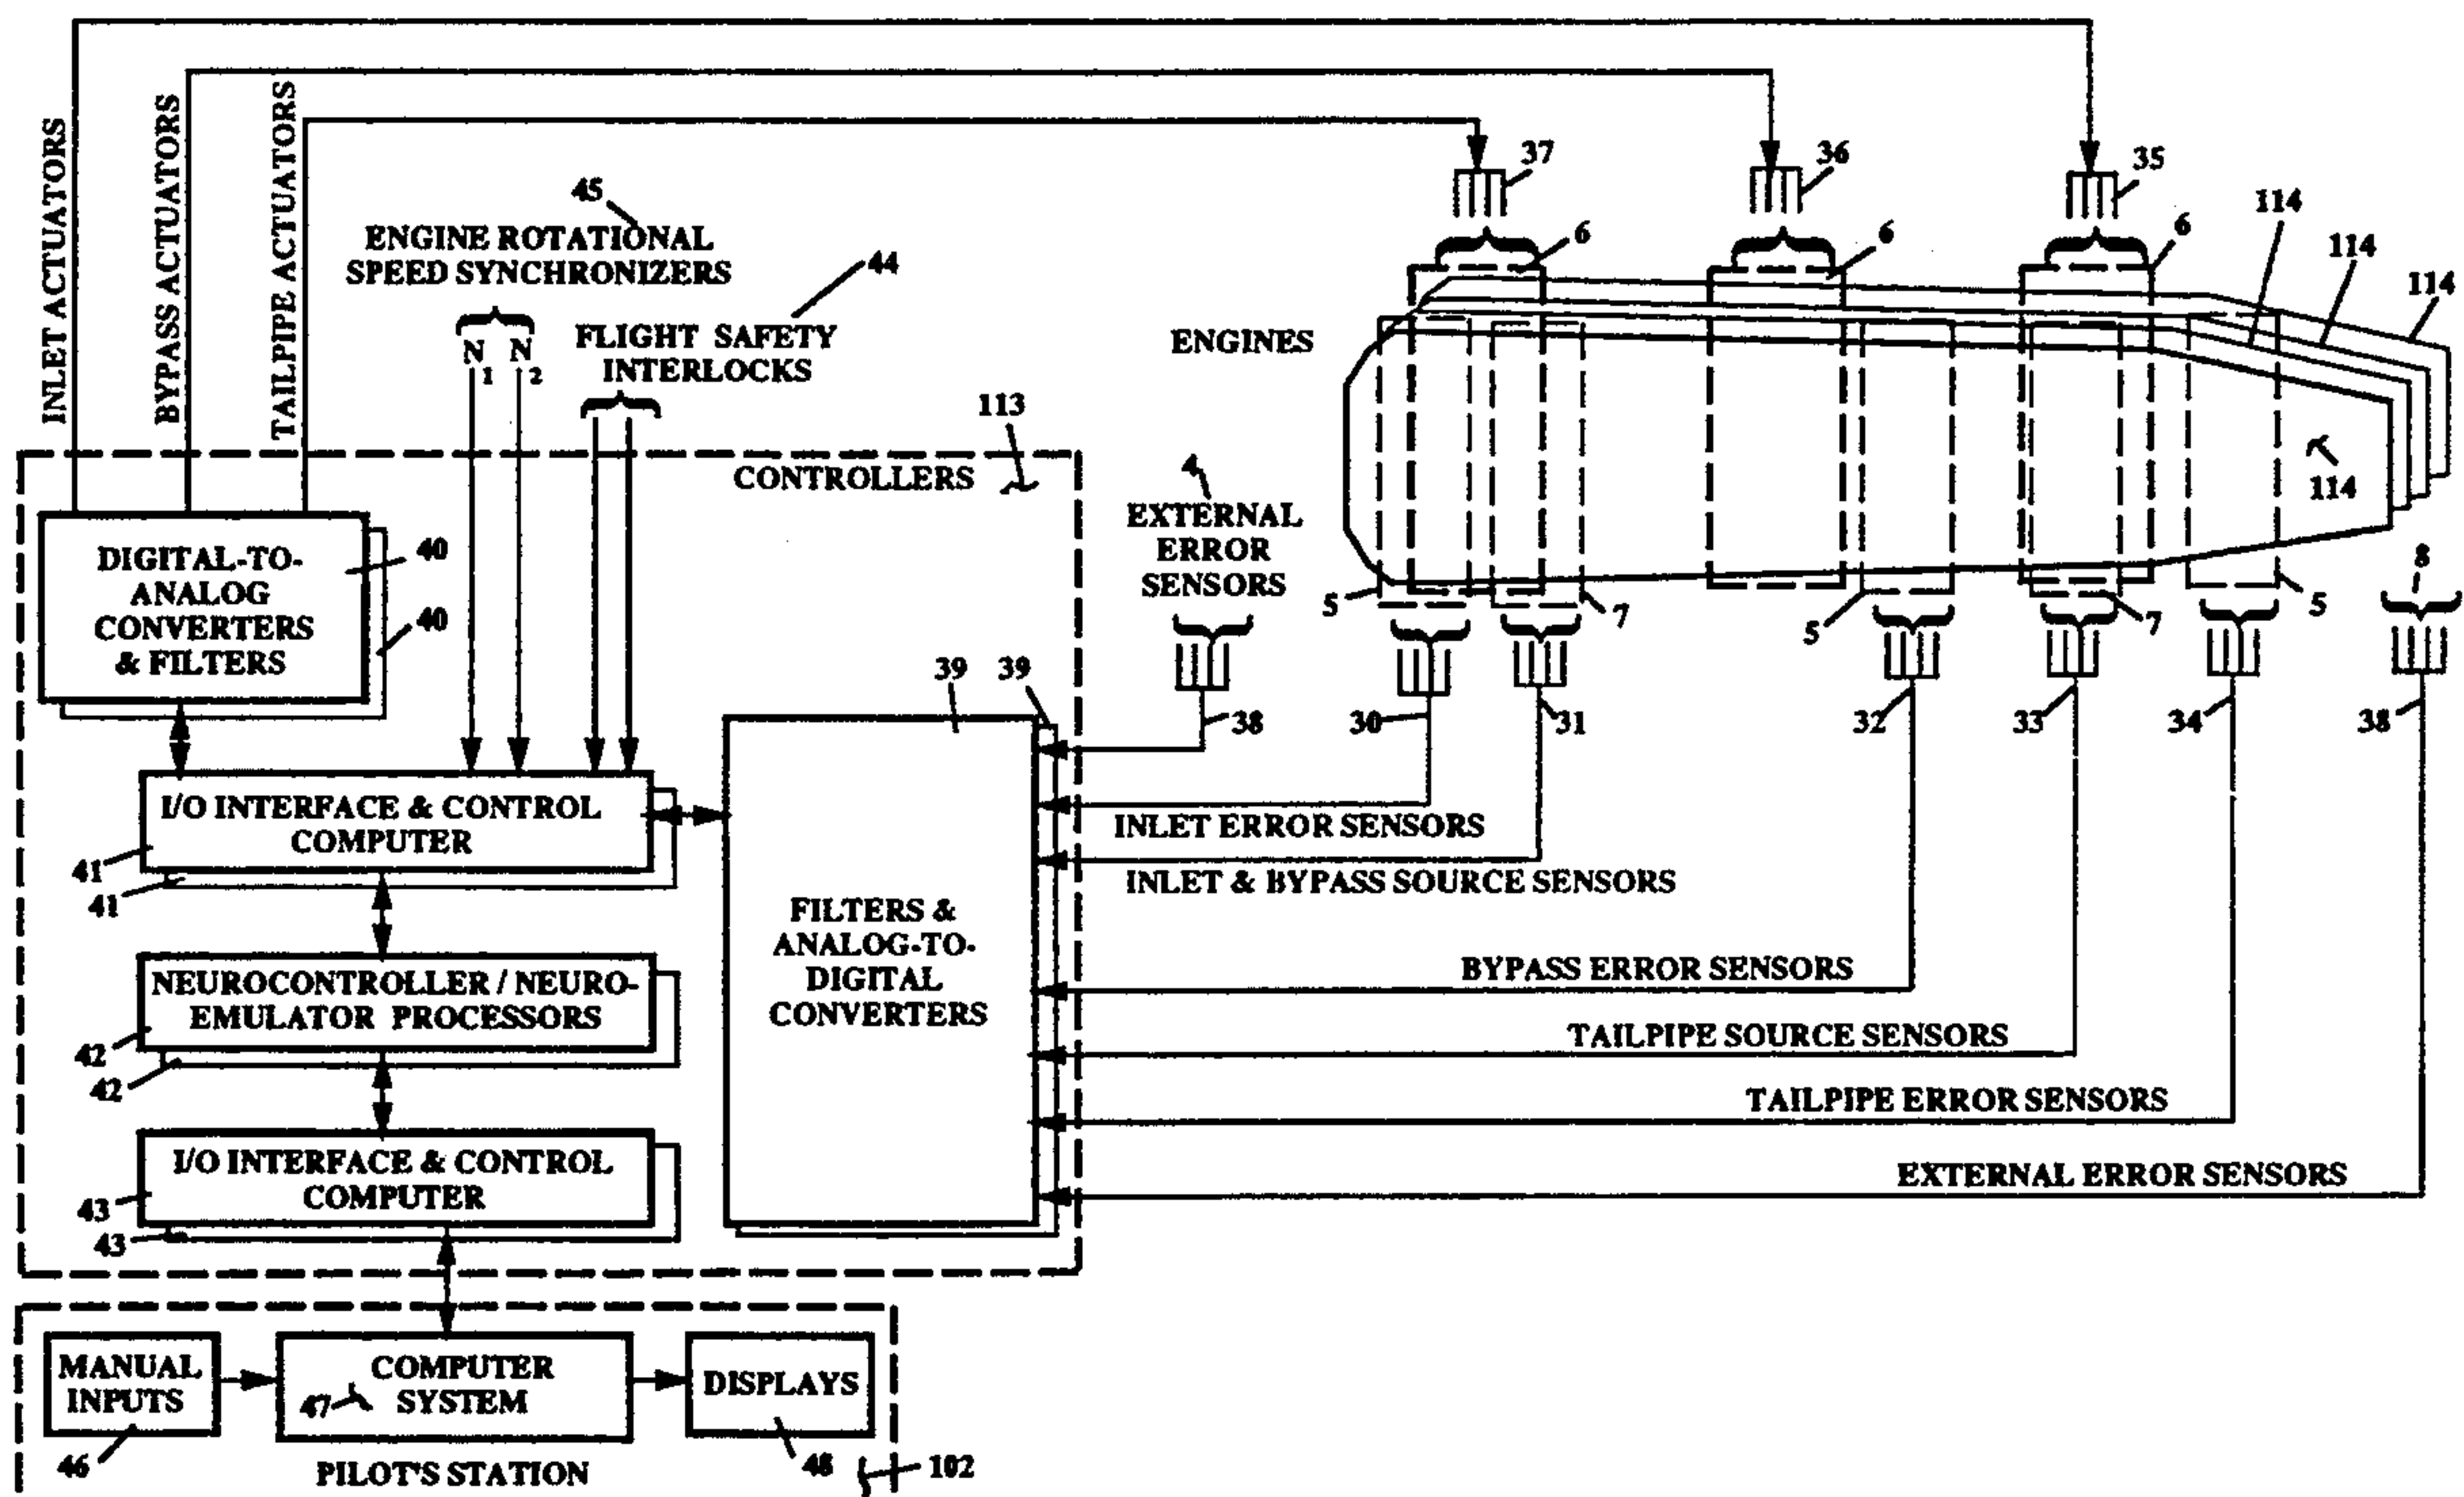 INLET ACTUATORS
BYPASS ACTUATORS
TAILPIPE ACTUATORS
45
ENGINE ROTATIONAL
SPEED SYNCHRONIZERS
44
N1
N2
FLIGHT SAFETY
INTERLOCKS
37
36
35
6
6
6
114
114
114
114
ENGINES
113
CONTROLLERS
4
EXTERNAL
ERROR
SENSORS
5
7
5
7
5
8
DIGITAL-TO-
ANALOG
CONVERTERS
& FILTERS
40
40
39
39
38
30
31
32
33
34
38
I/O INTERFACE & CONTROL
COMPUTER
41
41
INLET ERROR SENSORS
INLET & BYPASS SOURCE SENSORS
FILTERS &
ANALOG-TO-
DIGITAL
CONVERTERS
NEUROCONTROLLER / NEURO-
EMULATOR PROCESSORS
42
42
BYPASS ERROR SENSORS
TAILPIPE SOURCE SENSORS
TAILPIPE ERROR SENSORS
EXTERNAL ERROR SENSORS
I/O INTERFACE & CONTROL
COMPUTER
43
43
MANUAL
INPUTS
46
COMPUTER
SYSTEM
47
DISPLAYS
48
PILOT'S STATION
102